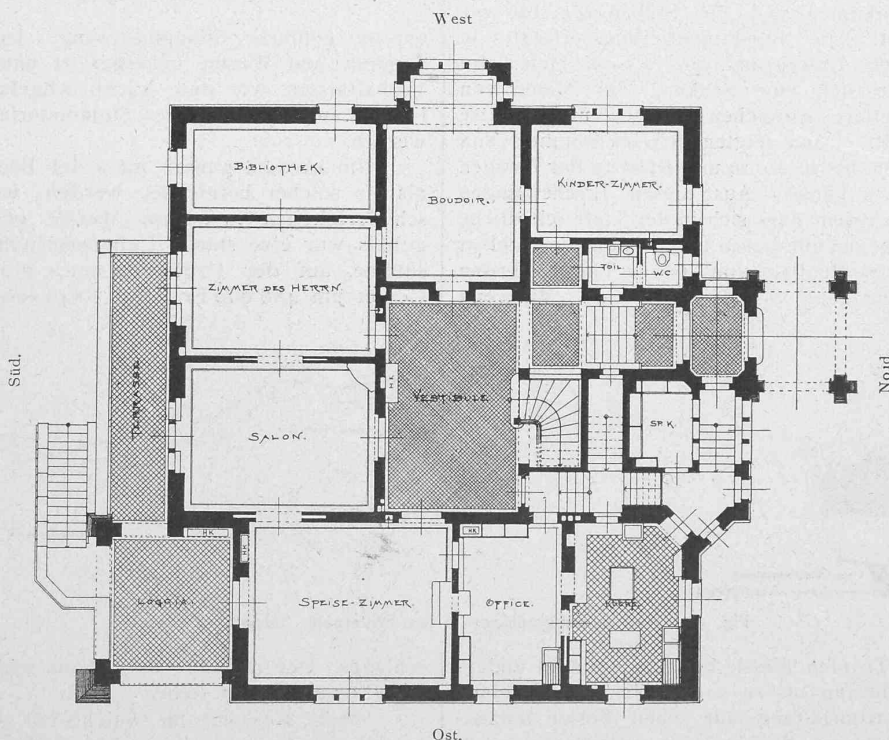 West
BIBLIOTHEK.
BOUDOIR.
KINDER-ZIMMER.
TOIL.
W.C.
ZIMMER DES HERRN.
Süd.
TERRASSE.
H.K.
VESTIBULE.
Nord
SALON.
SP.K.
H.K.
H.K.
H.K.
LOGGIA.
SPEISE-ZIMMER.
OFFICE.
KÜCHE.
Ost.